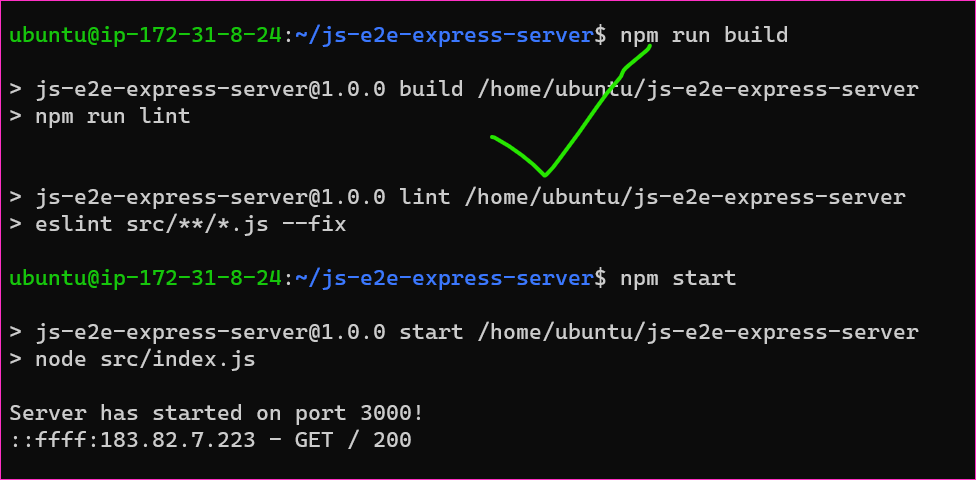 ubuntu@ip-172-31-8-24:~/js-e2e-express-server$ npm run build
> js-e2e-express-server@1.0.0 build /home/ubuntu/js-e2e-express-server
> npm run lint
> js-e2e-express-server@1.0.0 lint /home/ubuntu/js-e2e-express-server
> eslint src/**/*.js --fix
ubuntu@ip-172-31-8-24:~/js-e2e-express-server$ npm start
> js-e2e-express-server@1.0.0 start /home/ubuntu/js-e2e-express-server
> node src/index.js
Server has started on port 3000!
::ffff:183.82.7.223 - GET / 200